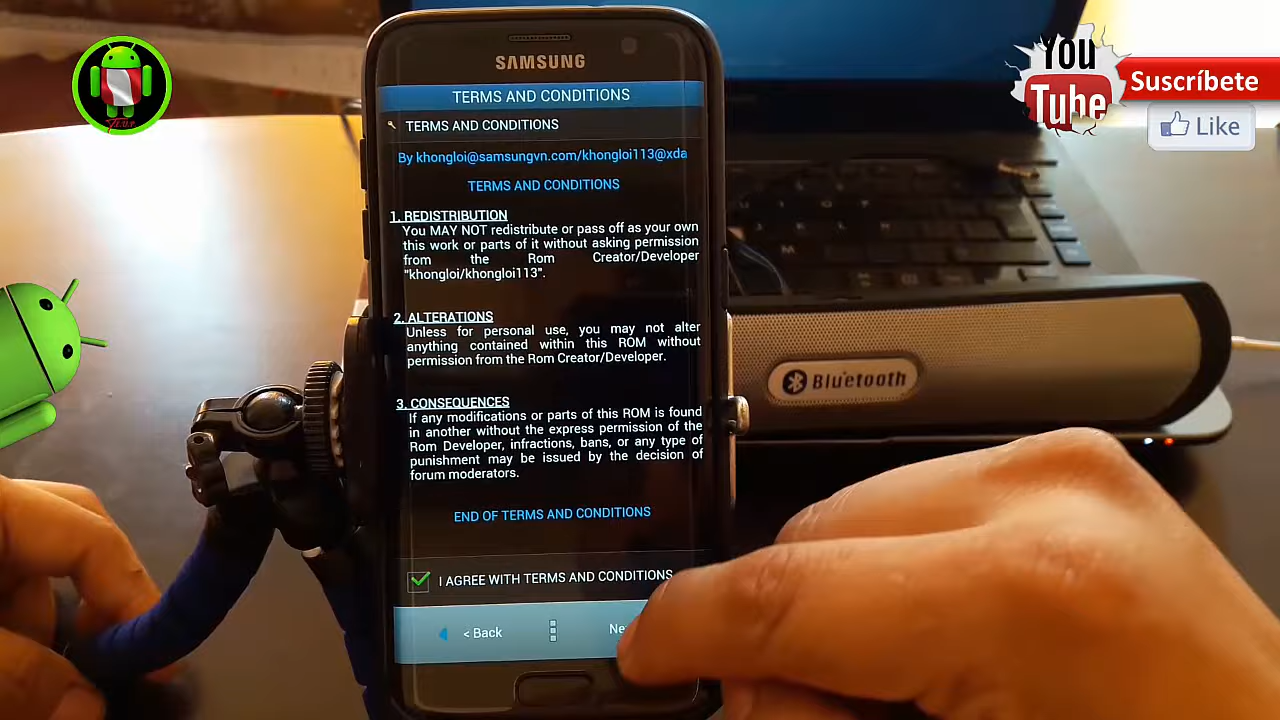 SAMSUNG
TERMS AND CONDITIONS
TERMS AND CONDITIONS
By khongloi@samsungvn.com/khongloi113@xda
TERMS AND CONDITIONS
1. REDISTRIBUTION
You MAY NOT redistribute or pass off as your own
this work or parts of it without asking permission
from the Rom Creator/Developer
"khongloi/khongloi113".
2. ALTERATIONS
Unless for personal use, you may not alter
anything contained within this ROM without
permission from the Rom Creator/Developer.
3. CONSEQUENCES
If any modifications or parts of this ROM is found
in another without the express permission of the
Rom Developer, infractions, bans, or any type of
punishment may be issued by the decision of
forum moderators.
END OF TERMS AND CONDITIONS
I AGREE WITH TERMS AND CONDITIONS
< Back
Ne
You
Tube
Suscríbete
Like
Bluetooth